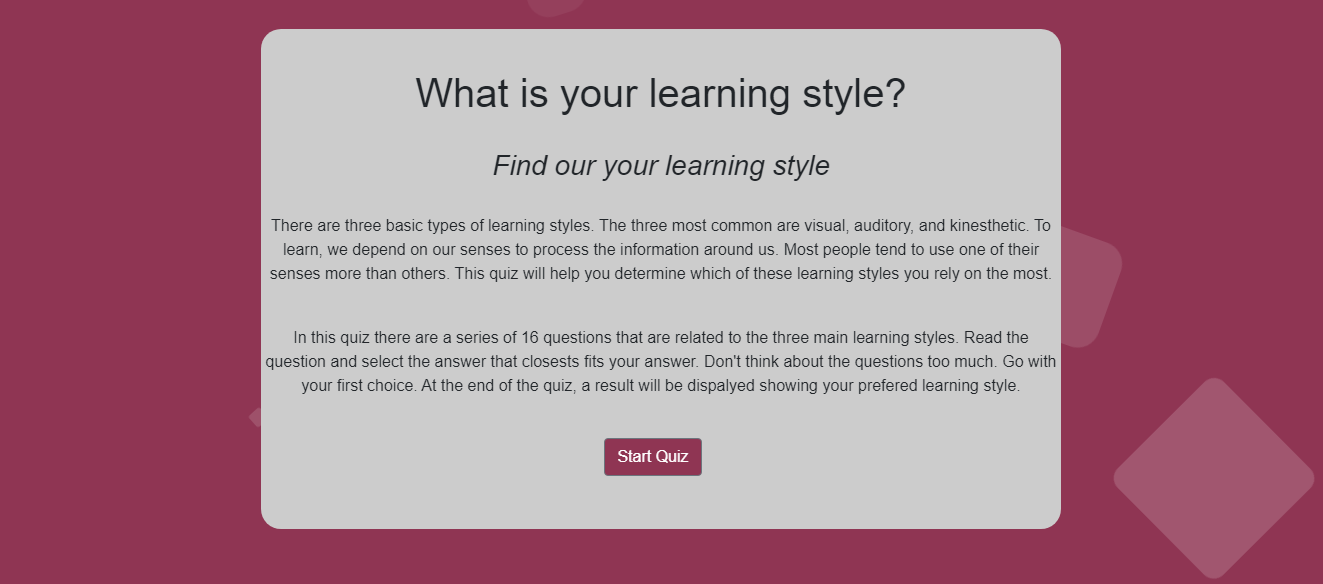 What is your learning style?
Find our your learning style
There are three basic types of learning styles. The three most common are visual, auditory, and kinesthetic. To
learn, we depend on our senses to process the information around us. Most people tend to use one of their
senses more than others. This quiz will help you determine which of these learning styles you rely on the most.
In this quiz there are a series of 16 questions that are related to the three main learning styles. Read the
question and select the answer that closests fits your answer. Don't think about the questions too much. Go with
your first choice. At the end of the quiz, a result will be dispalyed showing your prefered learning style.
Start Quiz